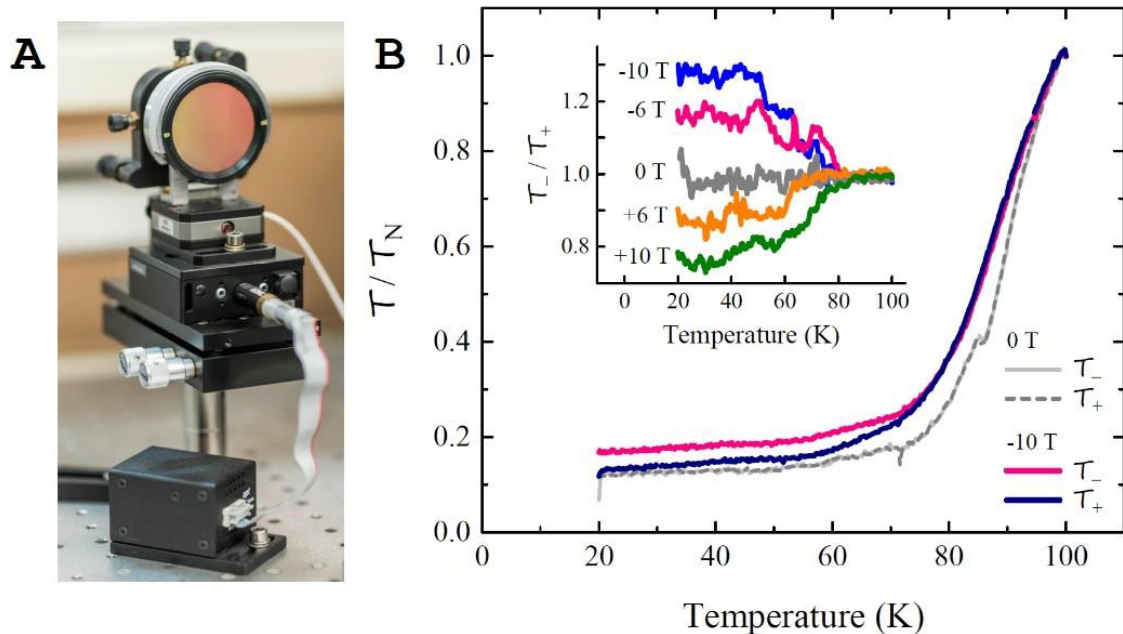 A
B
1.0
0.8
0.6
0.4
0.2
0.0
0
20
40
60
80
100
Temperature (K)
T / T_N
-10 T
-6 T
0 T
+6 T
+10 T
1.2
1.0
0.8
T_- / T_+
0
20
40
60
80
100
Temperature (K)
0 T
T_-
T_+
-10 T
T_-
T_+